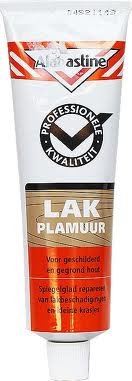 Alabastine
PROFESSIONELE
KWALITEIT
LAK
PLAMUUR
Voor geschilderd
en gegrond hout
Spiegelglad repareren
van lakbeschadigingen
en kleine krasjes